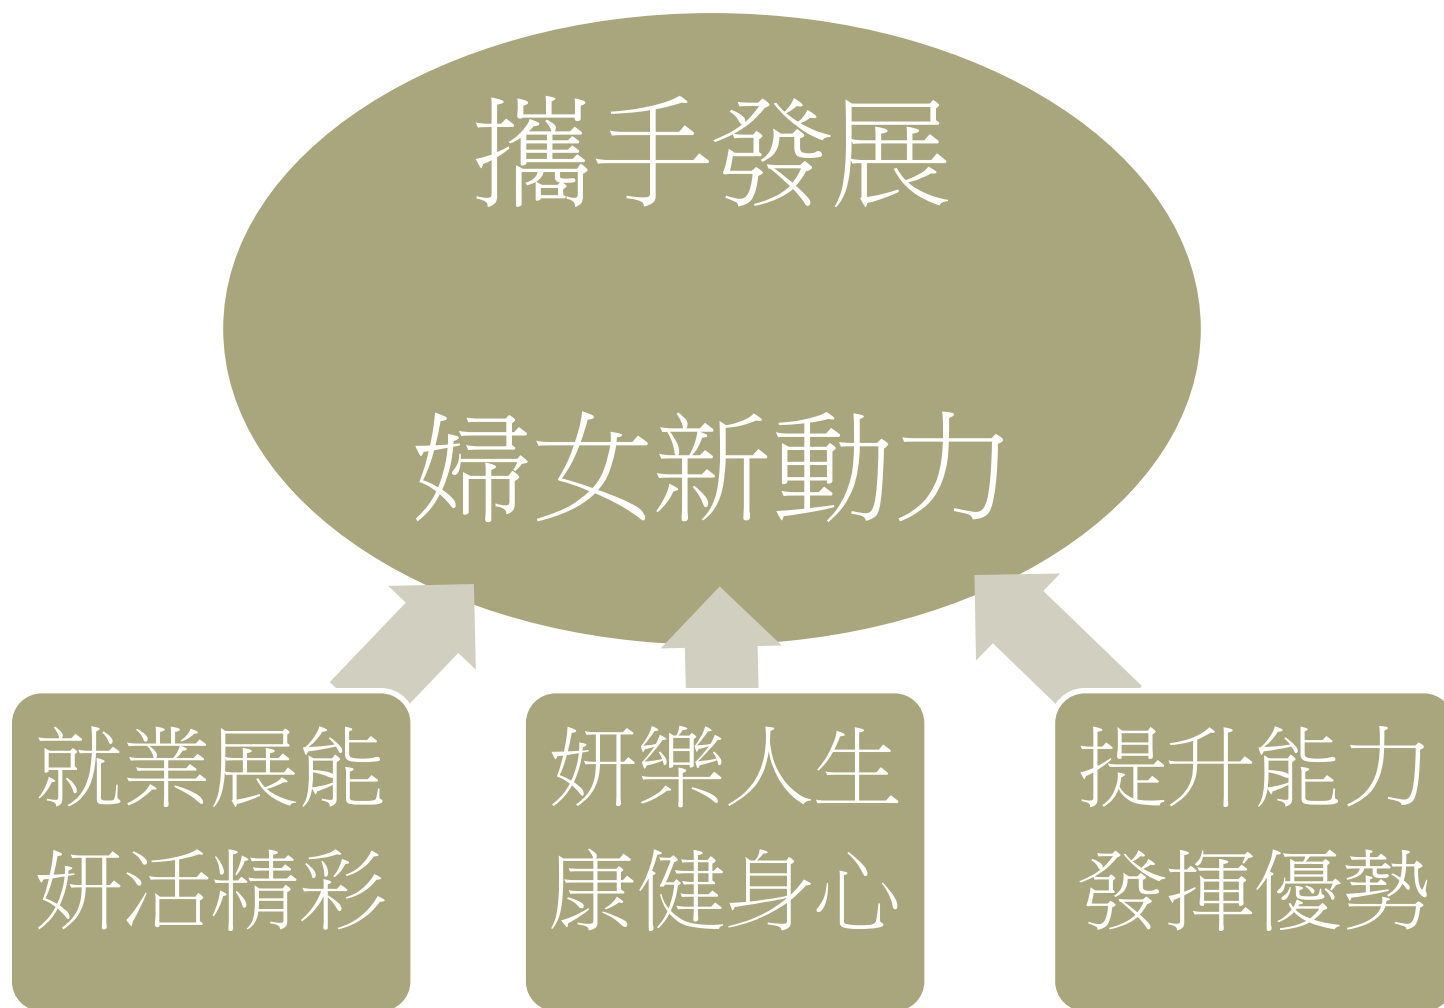 攜手發展
婦女新動力
就業展能
妍活精彩
妍樂人生
康健身心
提升能力
發揮優勢